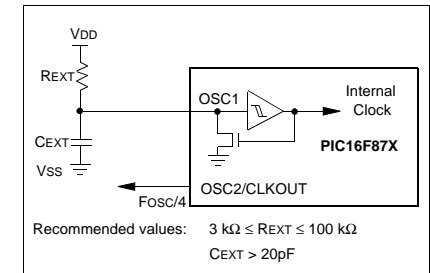 VDD
REXT
OSC1
Internal
Clock
CEXT
PIC16F87X
VSS
OSC2/CLKOUT
FOSC/4
Recommended values: 3 kΩ ≤ REXT ≤ 100 kΩ
CEXT > 20pF